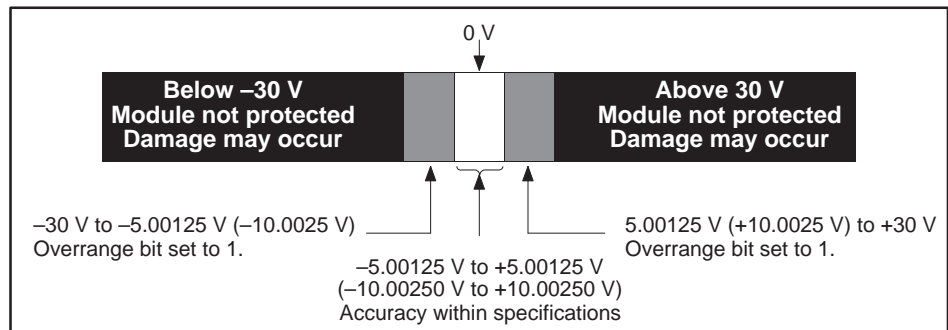 0 V
Below –30 V
Module not protected
Damage may occur
Above 30 V
Module not protected
Damage may occur
–30 V to –5.00125 V (–10.0025 V)
Overrange bit set to 1.
5.00125 V (+10.0025 V) to +30 V
Overrange bit set to 1.
–5.00125 V to +5.00125 V
(–10.00250 V to +10.00250 V)
Accuracy within specifications